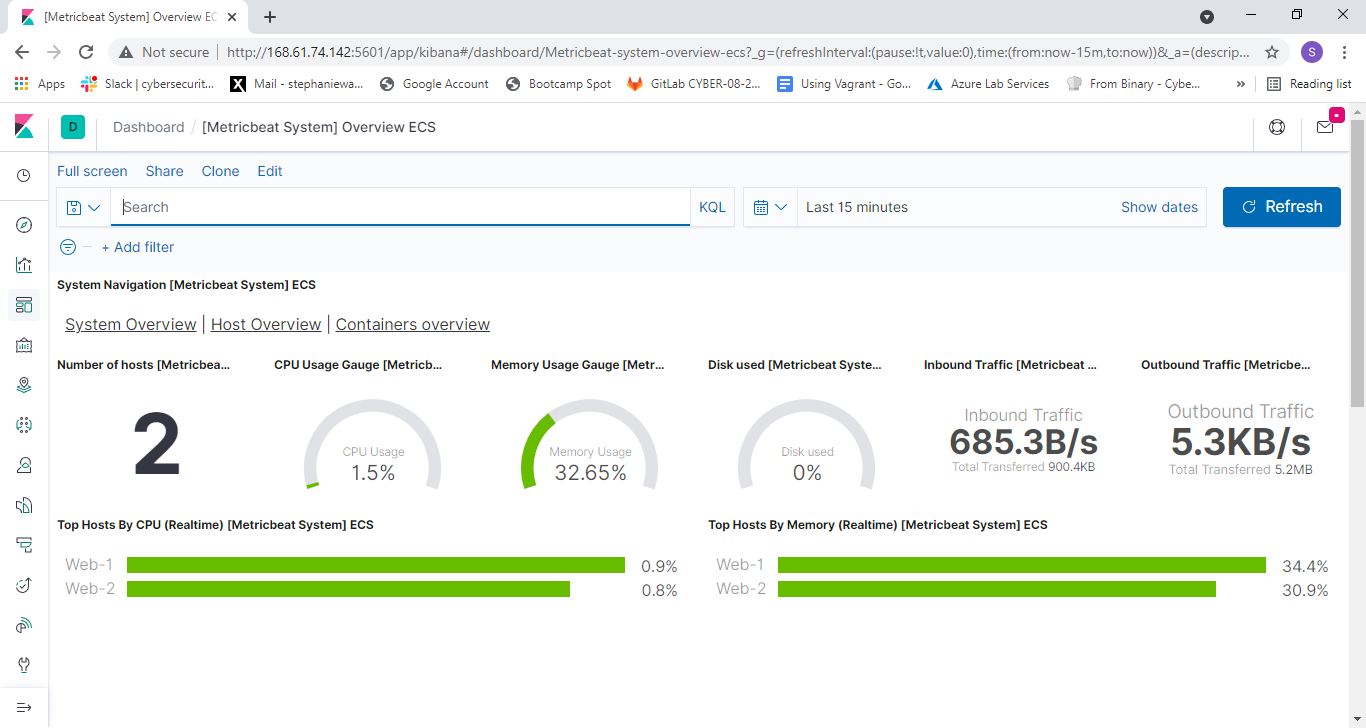 [Metricbeat System] Overview EC
Not secure http://168.61.74.142:5601/app/kibana#/dashboard/Metricbeat-system-overview-ecs?_g=(refreshInterval:(pause:!t,value:0),time:(from:now-15m,to:now))&_a=(descrip... S
Apps Slack | cybersecurit... X Mail - stephaniewa... Google Account Bootcamp Spot GitLab CYBER-08-2... Using Vagrant - Go... Azure Lab Services From Binary - Cybe... » Reading list
D Dashboard / [Metricbeat System] Overview ECS
Full screen Share Clone Edit
Search KQL Last 15 minutes Show dates Refresh
+ Add filter
System Navigation [Metricbeat System] ECS
System Overview | Host Overview | Containers overview
Number of hosts [Metricbea... CPU Usage Gauge [Metricb... Memory Usage Gauge [Metr... Disk used [Metricbeat Syste... Inbound Traffic [Metricbeat ... Outbound Traffic [Metricbe...
2
CPU Usage
1.5%
Memory Usage
32.65%
Disk used
0%
Inbound Traffic
685.3B/s
Total Transferred 900.4KB
Outbound Traffic
5.3KB/s
Total Transferred 5.2MB
Top Hosts By CPU (Realtime) [Metricbeat System] ECS
Web-1 0.9%
Web-2 0.8%
Top Hosts By Memory (Realtime) [Metricbeat System] ECS
Web-1 34.4%
Web-2 30.9%